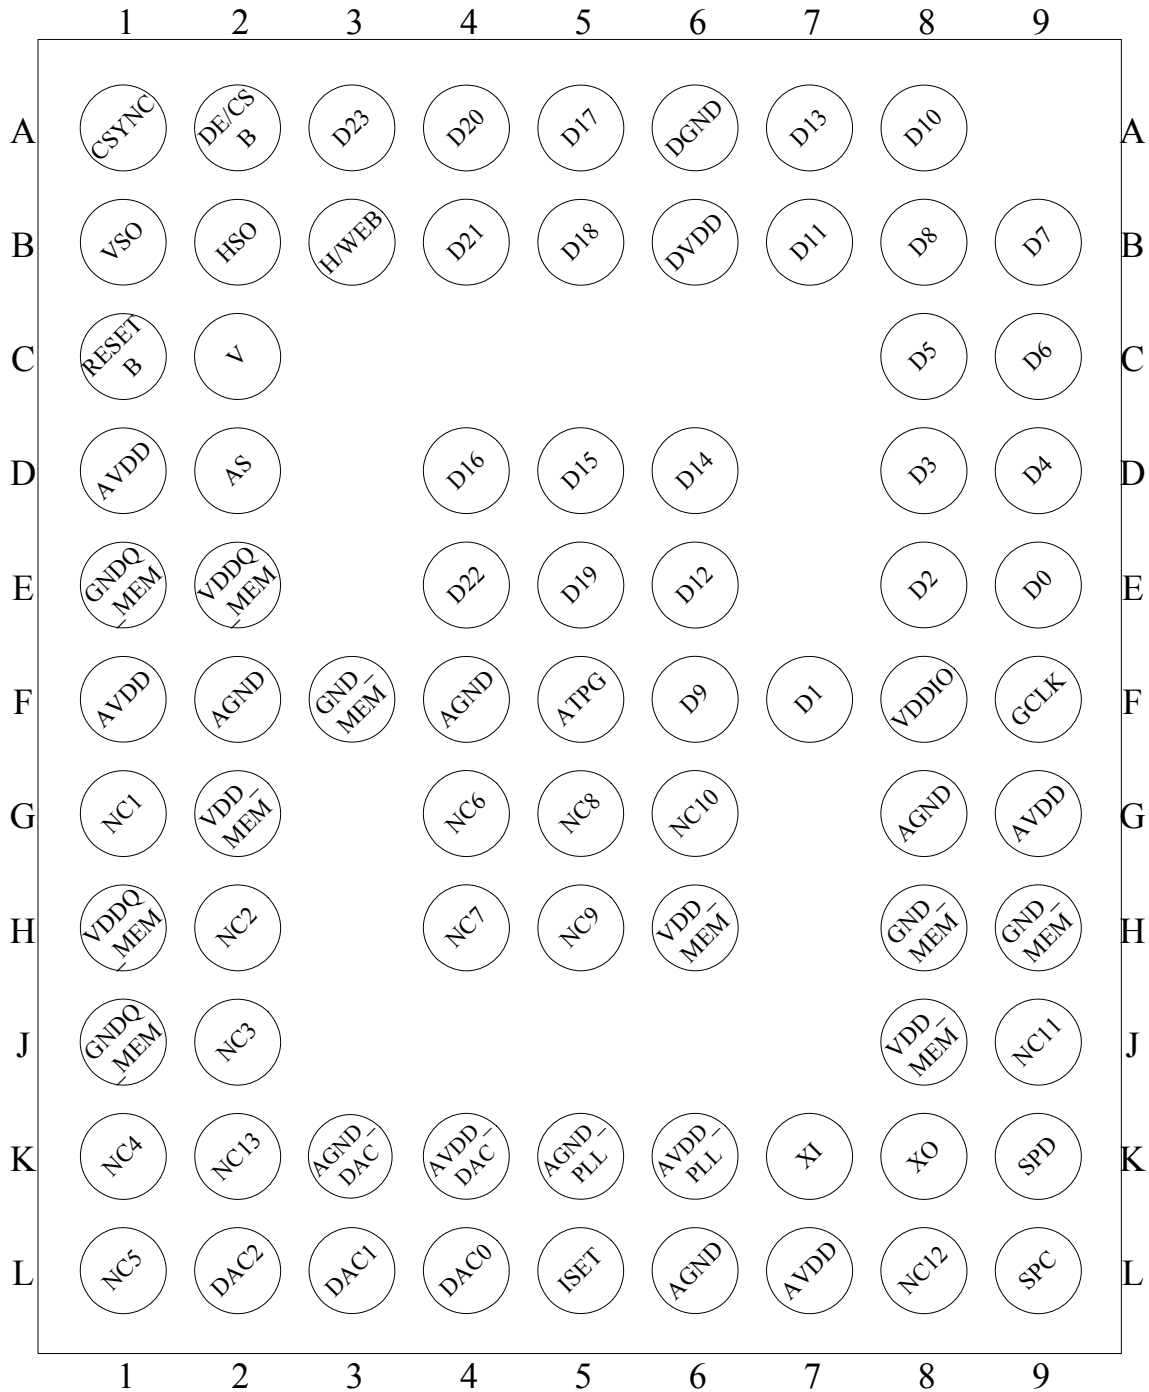 1 2 3 4 5 6 7 8 9
A CSYNC DE/CS B D23 D20 D17 DGND D13 D10 A
B VSO HSO H/WEB D21 D18 DVDD D11 D8 D7 B
C RESET B V D5 D6 C
D AVDD AS D16 D15 D14 D3 D4 D
E GNDQ _MEM VDDQ _MEM D22 D19 D12 D2 D0 E
F AVDD AGND GND_ MEM AGND ATPG D9 D1 VDDIO GCLK F
G NC1 VDD_ MEM NC6 NC8 NC10 AGND AVDD G
H VDDQ _MEM NC2 NC7 NC9 VDD_ MEM GND_ MEM GND_ MEM H
J GNDQ _MEM NC3 VDD_ MEM NC11 J
K NC4 NC13 AGND_ DAC AVDD_ DAC AGND_ PLL AVDD_ PLL XI XO SPD K
L NC5 DAC2 DAC1 DAC0 ISET AGND AVDD NC12 SPC L
1 2 3 4 5 6 7 8 9